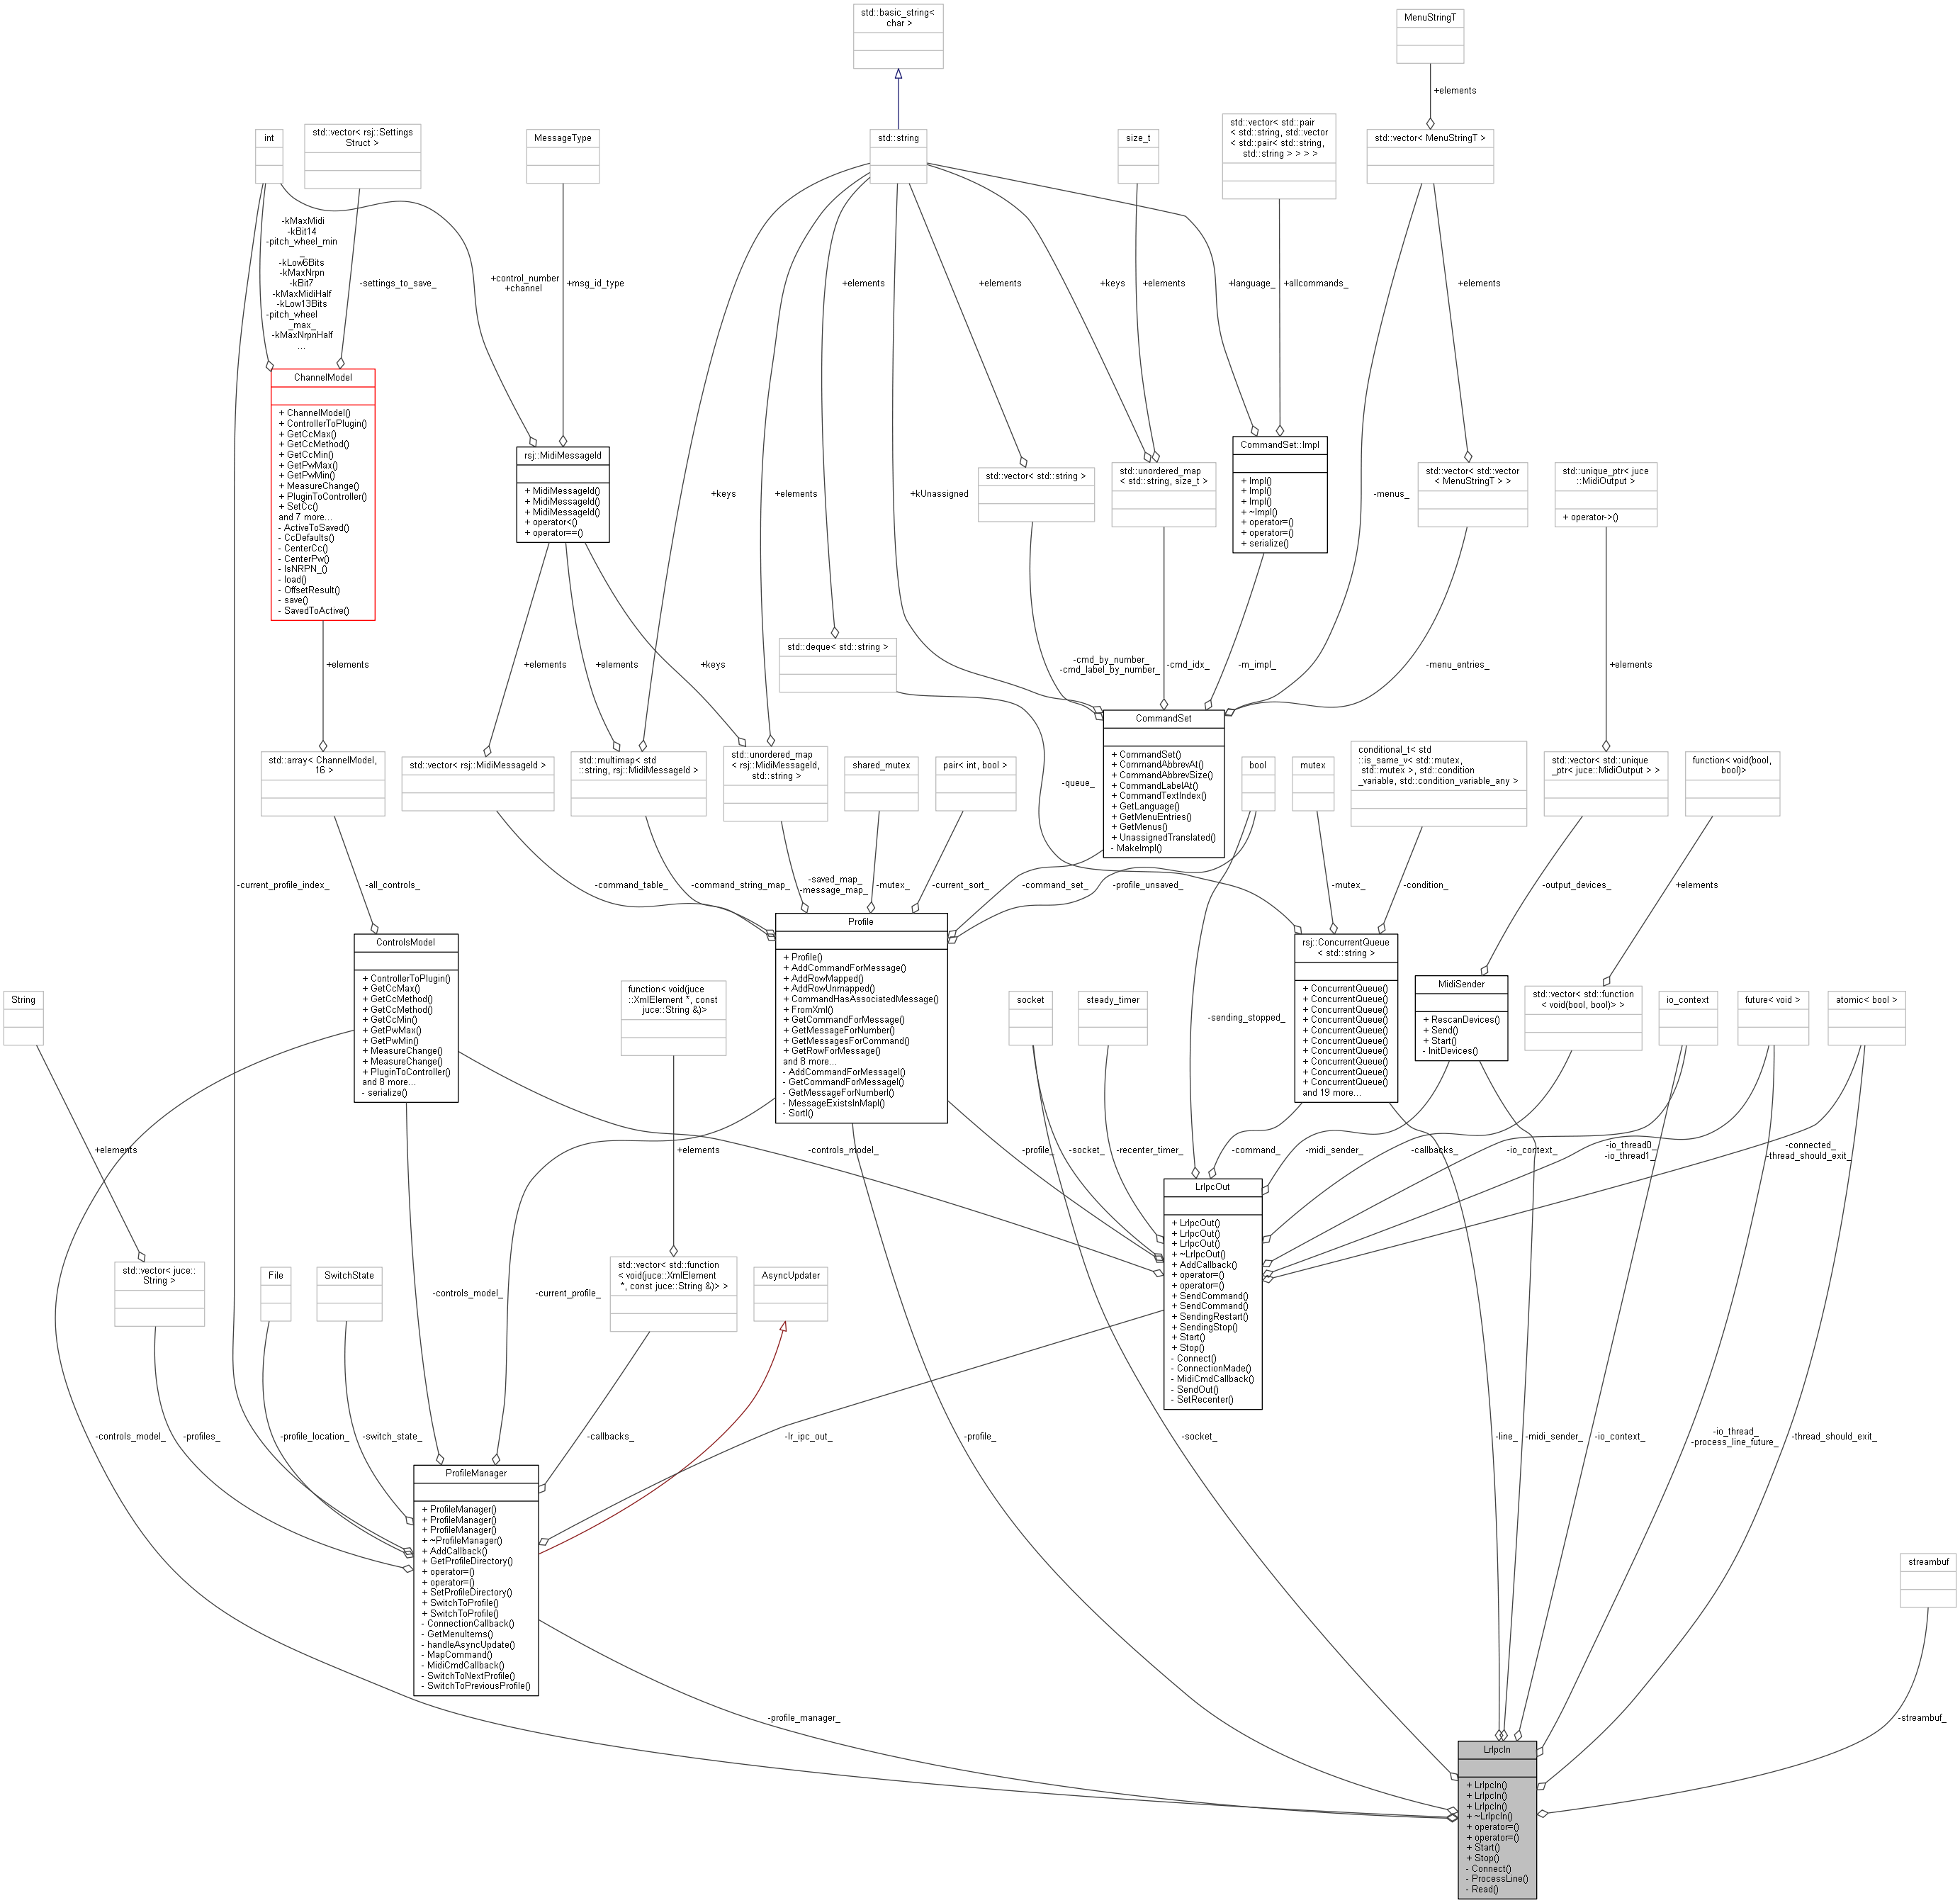 std::basic_string<
char >
MenuStringT
+elements
int
std::vector< rsj::Settings
Struct >
MessageType
std::string
size_t
std::vector< std::pair
< std::string, std::vector
< std::pair< std::string,
std::string > > > >
std::vector< MenuStringT >
-kMaxMidi
-kBit14
-pitch_wheel_min
_
-kLow6Bits
-kMaxNrpn
-kBit7
-kMaxMidiHalf
-kLow13Bits
-pitch_wheel
_max_
-kMaxNrpnHalf
...
-settings_to_save_
+control_number
+channel
+msg_id_type
+elements
+elements
+keys
+elements
+language_
+allcommands_
+elements
ChannelModel
+ ChannelModel()
+ ControllerToPlugin()
+ GetCcMax()
+ GetCcMethod()
+ GetCcMin()
+ GetPwMax()
+ GetPwMin()
+ MeasureChange()
+ PluginToController()
+ SetCc()
and 7 more...
- ActiveToSaved()
- CcDefaults()
- CenterCc()
- CenterPw()
- IsNRPN_()
- load()
- OffsetResult()
- save()
- SavedToActive()
rsj::MidiMessageId
+ MidiMessageId()
+ MidiMessageId()
+ MidiMessageId()
+ operator<()
+ operator==()
+keys
+elements
+kUnassigned
std::vector< std::string >
std::unordered_map
< std::string, size_t >
CommandSet::Impl
+ Impl()
+ Impl()
+ Impl()
+ ~Impl()
+ operator=()
+ operator=()
+ serialize()
-menus_
std::vector< std::vector
< MenuStringT > >
std::unique_ptr< juce
::MidiOutput >
+ operator->()
+elements
+elements
+elements
+keys
std::deque< std::string >
-cmd_by_number_
-cmd_label_by_number_
-cmd_idx_
-m_impl_
-menu_entries_
+elements
std::array< ChannelModel,
16 >
std::vector< rsj::MidiMessageId >
std::multimap< std
::string, rsj::MidiMessageId >
std::unordered_map
< rsj::MidiMessageId,
std::string >
shared_mutex
pair< int, bool >
-queue_
CommandSet
+ CommandSet()
+ CommandAbbrevAt()
+ CommandAbbrevSize()
+ CommandLabelAt()
+ CommandTextIndex()
+ GetLanguage()
+ GetMenuEntries()
+ GetMenus()
+ UnassignedTranslated()
- MakeImpl()
bool
mutex
conditional_t< std
::is_same_v< std::mutex,
std::mutex >, std::condition
_variable, std::condition_variable_any >
std::vector< std::unique
_ptr< juce::MidiOutput > >
function< void(bool,
bool)>
-current_profile_index_
-all_controls_
-command_table_
-command_string_map_
-saved_map_
-message_map_
-mutex_
-current_sort_
-command_set_
-profile_unsaved_
-mutex_
-condition_
-output_devices_
+elements
ControlsModel
+ ControllerToPlugin()
+ GetCcMax()
+ GetCcMethod()
+ GetCcMethod()
+ GetCcMin()
+ GetPwMax()
+ GetPwMin()
+ MeasureChange()
+ MeasureChange()
+ PluginToController()
and 8 more...
- serialize()
Profile
+ Profile()
+ AddCommandForMessage()
+ AddRowMapped()
+ AddRowUnmapped()
+ CommandHasAssociatedMessage()
+ FromXml()
+ GetCommandForMessage()
+ GetMessageForNumber()
+ GetMessagesForCommand()
+ GetRowForMessage()
and 8 more...
- AddCommandForMessageI()
- GetCommandForMessageI()
- GetMessageForNumberI()
- MessageExistsInMapI()
- SortI()
rsj::ConcurrentQueue
< std::string >
+ ConcurrentQueue()
+ ConcurrentQueue()
+ ConcurrentQueue()
+ ConcurrentQueue()
+ ConcurrentQueue()
+ ConcurrentQueue()
+ ConcurrentQueue()
+ ConcurrentQueue()
+ ConcurrentQueue()
+ ConcurrentQueue()
and 19 more...
MidiSender
+ RescanDevices()
+ Send()
+ Start()
- InitDevices()
std::vector< std::function
< void(bool, bool)> >
io_context
future< void >
atomic< bool >
String
function< void(juce
::XmlElement *, const
juce::String &)>
socket
steady_timer
-sending_stopped_
+elements
+elements
-controls_model_
-profile_
-socket_
-recenter_timer_
-command_
-midi_sender_
-callbacks_
-io_context_
-io_thread0_
-io_thread1_
-connected_
-thread_should_exit_
LrIpcOut
+ LrIpcOut()
+ LrIpcOut()
+ LrIpcOut()
+ ~LrIpcOut()
+ AddCallback()
+ operator=()
+ operator=()
+ SendCommand()
+ SendCommand()
+ SendingRestart()
+ SendingStop()
+ Start()
+ Stop()
- Connect()
- ConnectionMade()
- MidiCmdCallback()
- SendOut()
- SetRecenter()
std::vector< juce::
String >
File
SwitchState
-controls_model_
-current_profile_
std::vector< std::function
< void(juce::XmlElement
*, const juce::String &)> >
AsyncUpdater
-controls_model_
-profiles_
-profile_location_
-switch_state_
-callbacks_
-lr_ipc_out_
-profile_
-socket_
-line_
-midi_sender_
-io_context_
-io_thread_
-process_line_future_
-thread_should_exit_
ProfileManager
+ ProfileManager()
+ ProfileManager()
+ ProfileManager()
+ ~ProfileManager()
+ AddCallback()
+ GetProfileDirectory()
+ operator=()
+ operator=()
+ SetProfileDirectory()
+ SwitchToProfile()
+ SwitchToProfile()
- ConnectionCallback()
- GetMenuItems()
- handleAsyncUpdate()
- MapCommand()
- MidiCmdCallback()
- SwitchToNextProfile()
- SwitchToPreviousProfile()
streambuf
-profile_manager_
-streambuf_
LrIpcIn
+ LrIpcIn()
+ LrIpcIn()
+ LrIpcIn()
+ ~LrIpcIn()
+ operator=()
+ operator=()
+ Start()
+ Stop()
- Connect()
- ProcessLine()
- Read()